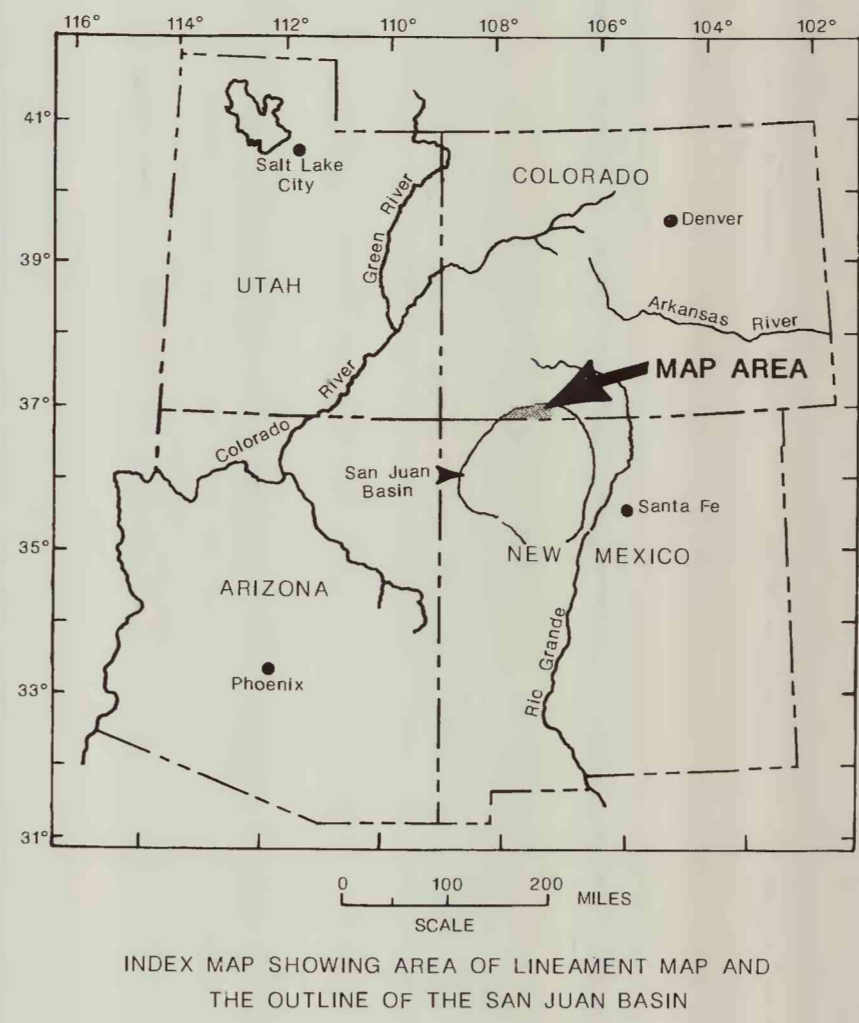 116° 114° 112° 110° 108° 106° 104° 102°
41°
Salt Lake
City
COLORADO
Green River
Denver
39°
UTAH
Arkansas River
River
MAP AREA
37°
Colorado
San Juan
Basin
Santa Fe
35°
NEW MEXICO
ARIZONA
Rio Grande
33°
Phoenix
31°
0 100 200 MILES
SCALE
INDEX MAP SHOWING AREA OF LINEAMENT MAP AND
THE OUTLINE OF THE SAN JUAN BASIN